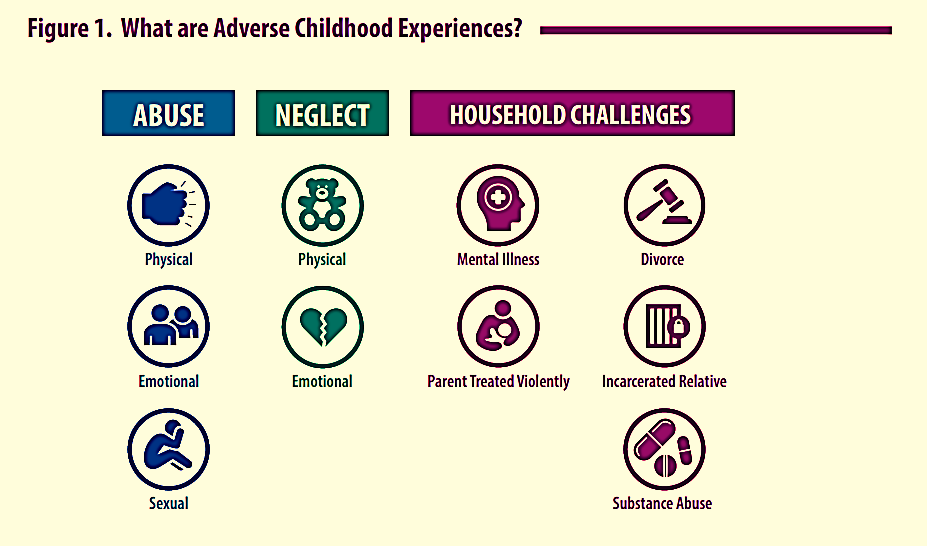 Figure 1. What are Adverse Childhood Experiences?
ABUSE
NEGLECT
HOUSEHOLD CHALLENGES
Physical
Physical
Mental Illness
Divorce
Emotional
Emotional
Parent Treated Violently
Incarcerated Relative
Sexual
Substance Abuse